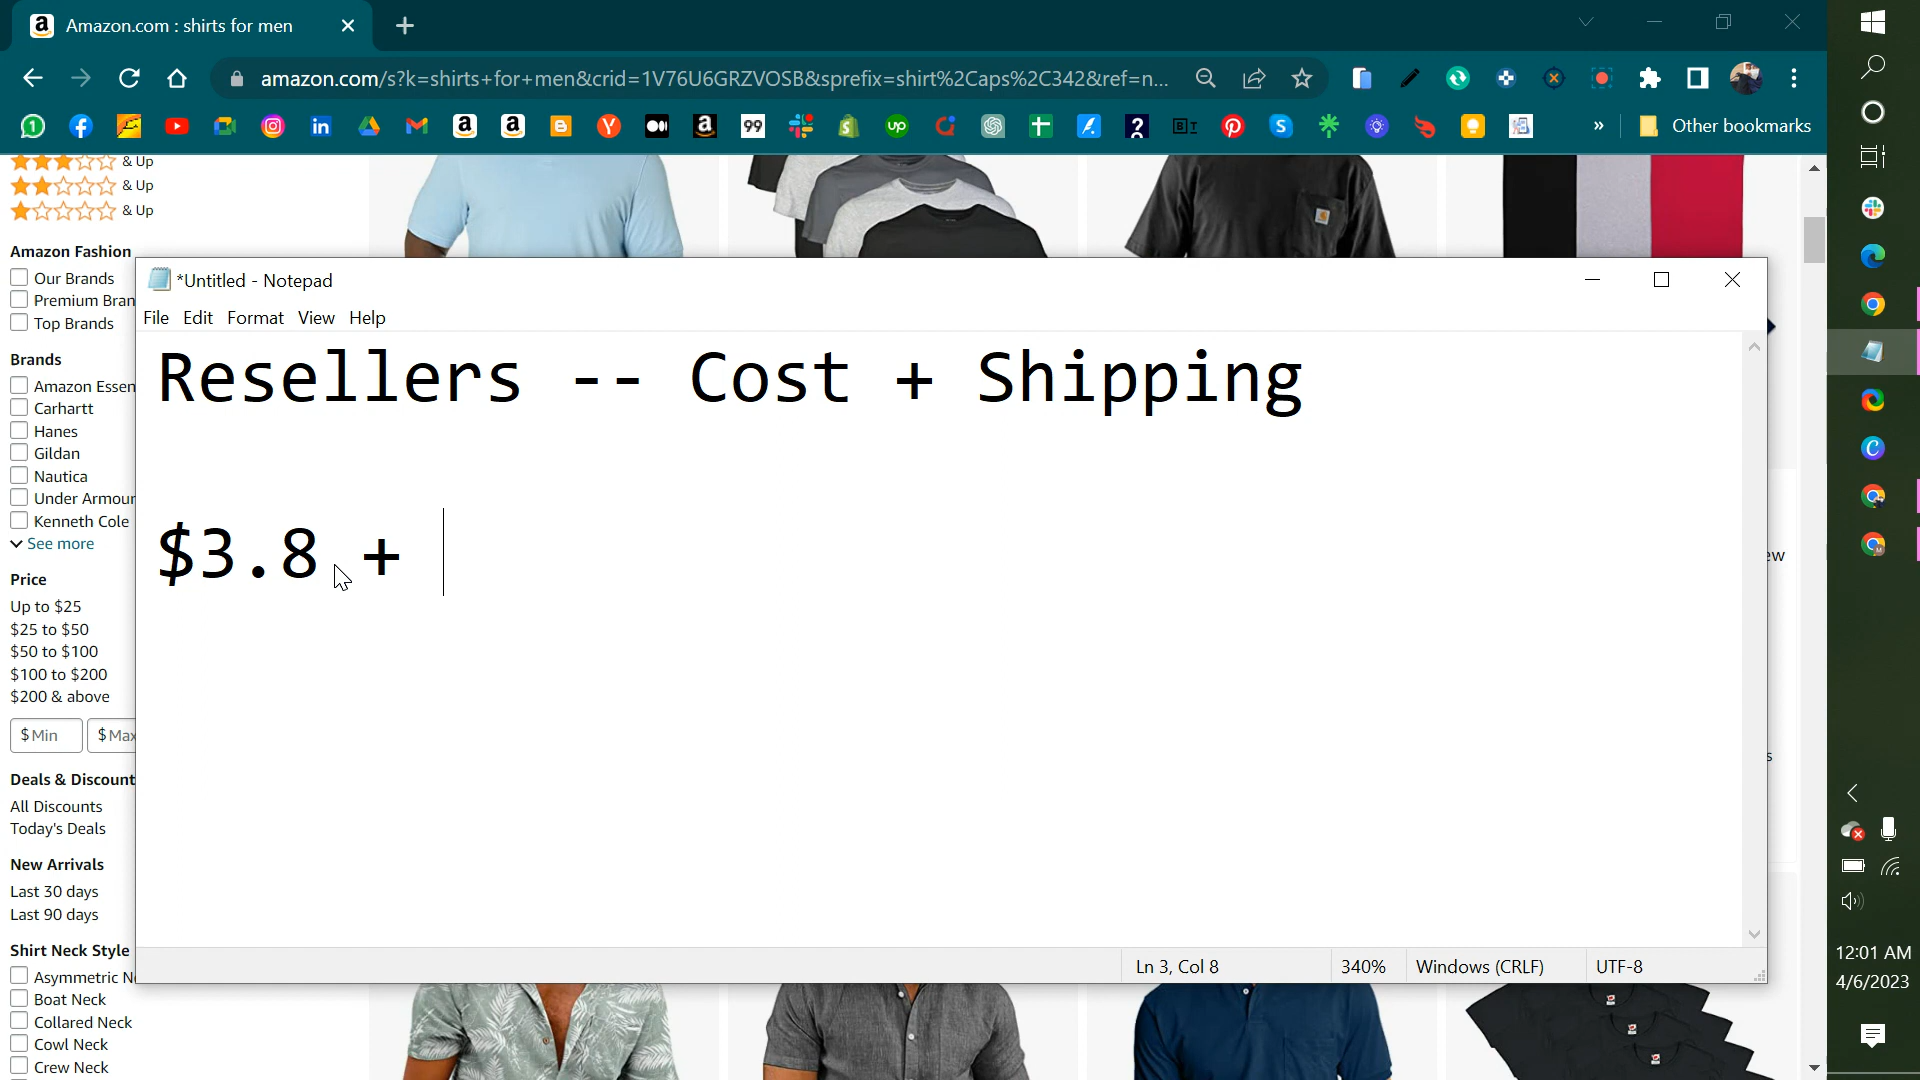 Amazon.com : shirts for men
amazon.com/s?k=shirts+for+men&crid=1V76U6GRZVOSB&sprefix=shirt%2Caps%2C342&ref=n...
Other bookmarks
& Up
& Up
& Up
Amazon Fashion
Our Brands
Premium Bran
Top Brands
Brands
Amazon Essen
Carhartt
Hanes
Gildan
Nautica
Under Armour
Kenneth Cole
See more
Price
Up to $25
$25 to $50
$50 to $100
$100 to $200
$200 & above
$ Min
$ Max
Deals & Discount
All Discounts
Today's Deals
New Arrivals
Last 30 days
Last 90 days
Shirt Neck Style
Asymmetric N
Boat Neck
Collared Neck
Cowl Neck
Crew Neck
*Untitled - Notepad
File Edit Format View Help
Resellers -- Cost + Shipping
$3.8 +
Ln 3, Col 8
340%
Windows (CRLF)
UTF-8
ew
s
12:01 AM
4/6/2023